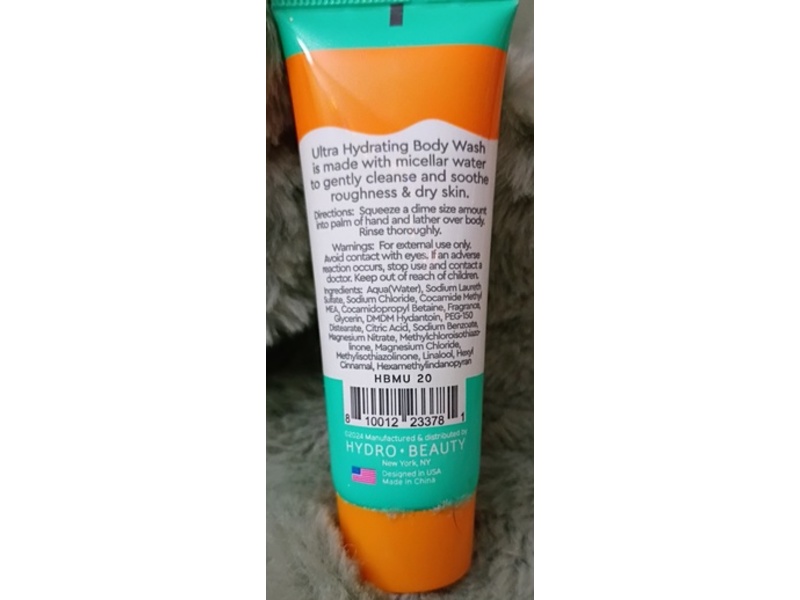 Ultra Hydrating Body Wash
is made with micellar water
to gently cleanse and soothe
roughness & dry skin.
Directions: Squeeze a dime size amount
into palm of hand and lather over body.
Rinse thoroughly.
Warnings: For external use only.
Avoid contact with eyes. If an adverse
reaction occurs, stop use and contact a
doctor. Keep out of reach of children.
Ingredients: Aqua(Water), Sodium Laureth
Sulfate, Sodium Chloride, Cocamide Methyl
MEA, Cocamidopropyl Betaine, Fragrance,
Glycerin, DMDM Hydantoin, PEG-150
Distearate, Citric Acid, Sodium Benzoate,
Magnesium Nitrate, Methylchloroisothiazo-
linone, Magnesium Chloride,
Methylisothiazolinone, Linalool, Hexyl
Cinnamal, Hexamethylindanopyran
HBMU 20
8 10012 23378 1
©2024 Manufactured & distributed by
HYDRO • BEAUTY
New York, NY
Designed in USA
Made in China